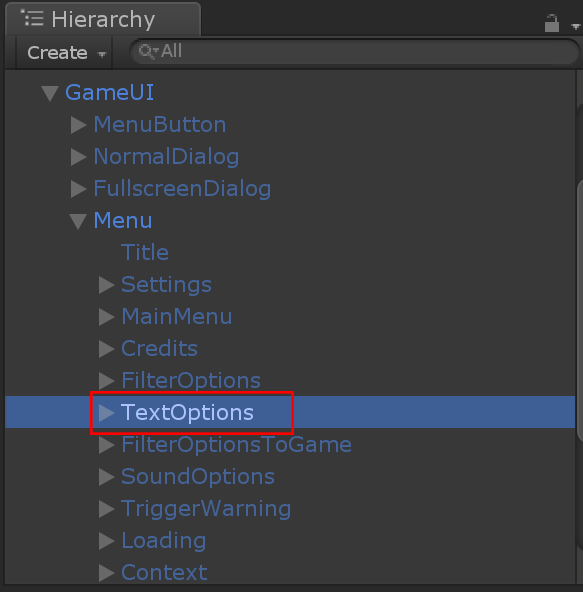 Hierarchy
Create
All
GameUI
MenuButton
NormalDialog
FullscreenDialog
Menu
Title
Settings
MainMenu
Credits
FilterOptions
TextOptions
FilterOptionsToGame
SoundOptions
TriggerWarning
Loading
Context